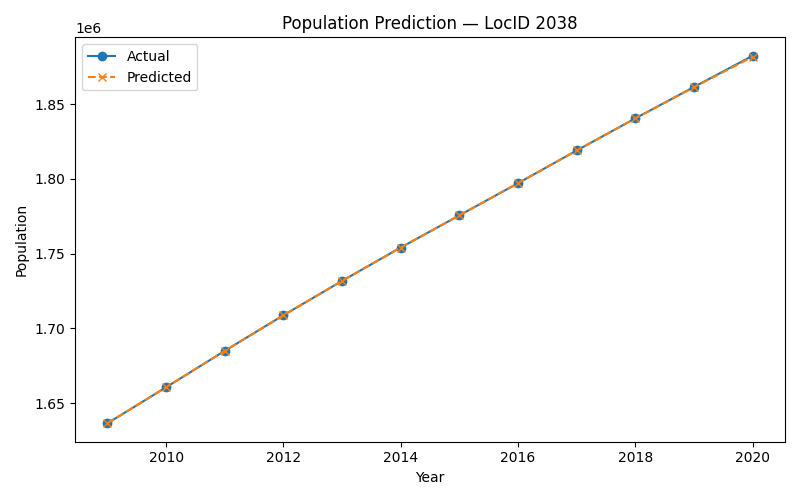 Population Prediction — LocID 2038
1e6
Actual
Predicted
1.85
1.80
1.75
1.70
1.65
Population
2010 2012 2014 2016 2018 2020
Year